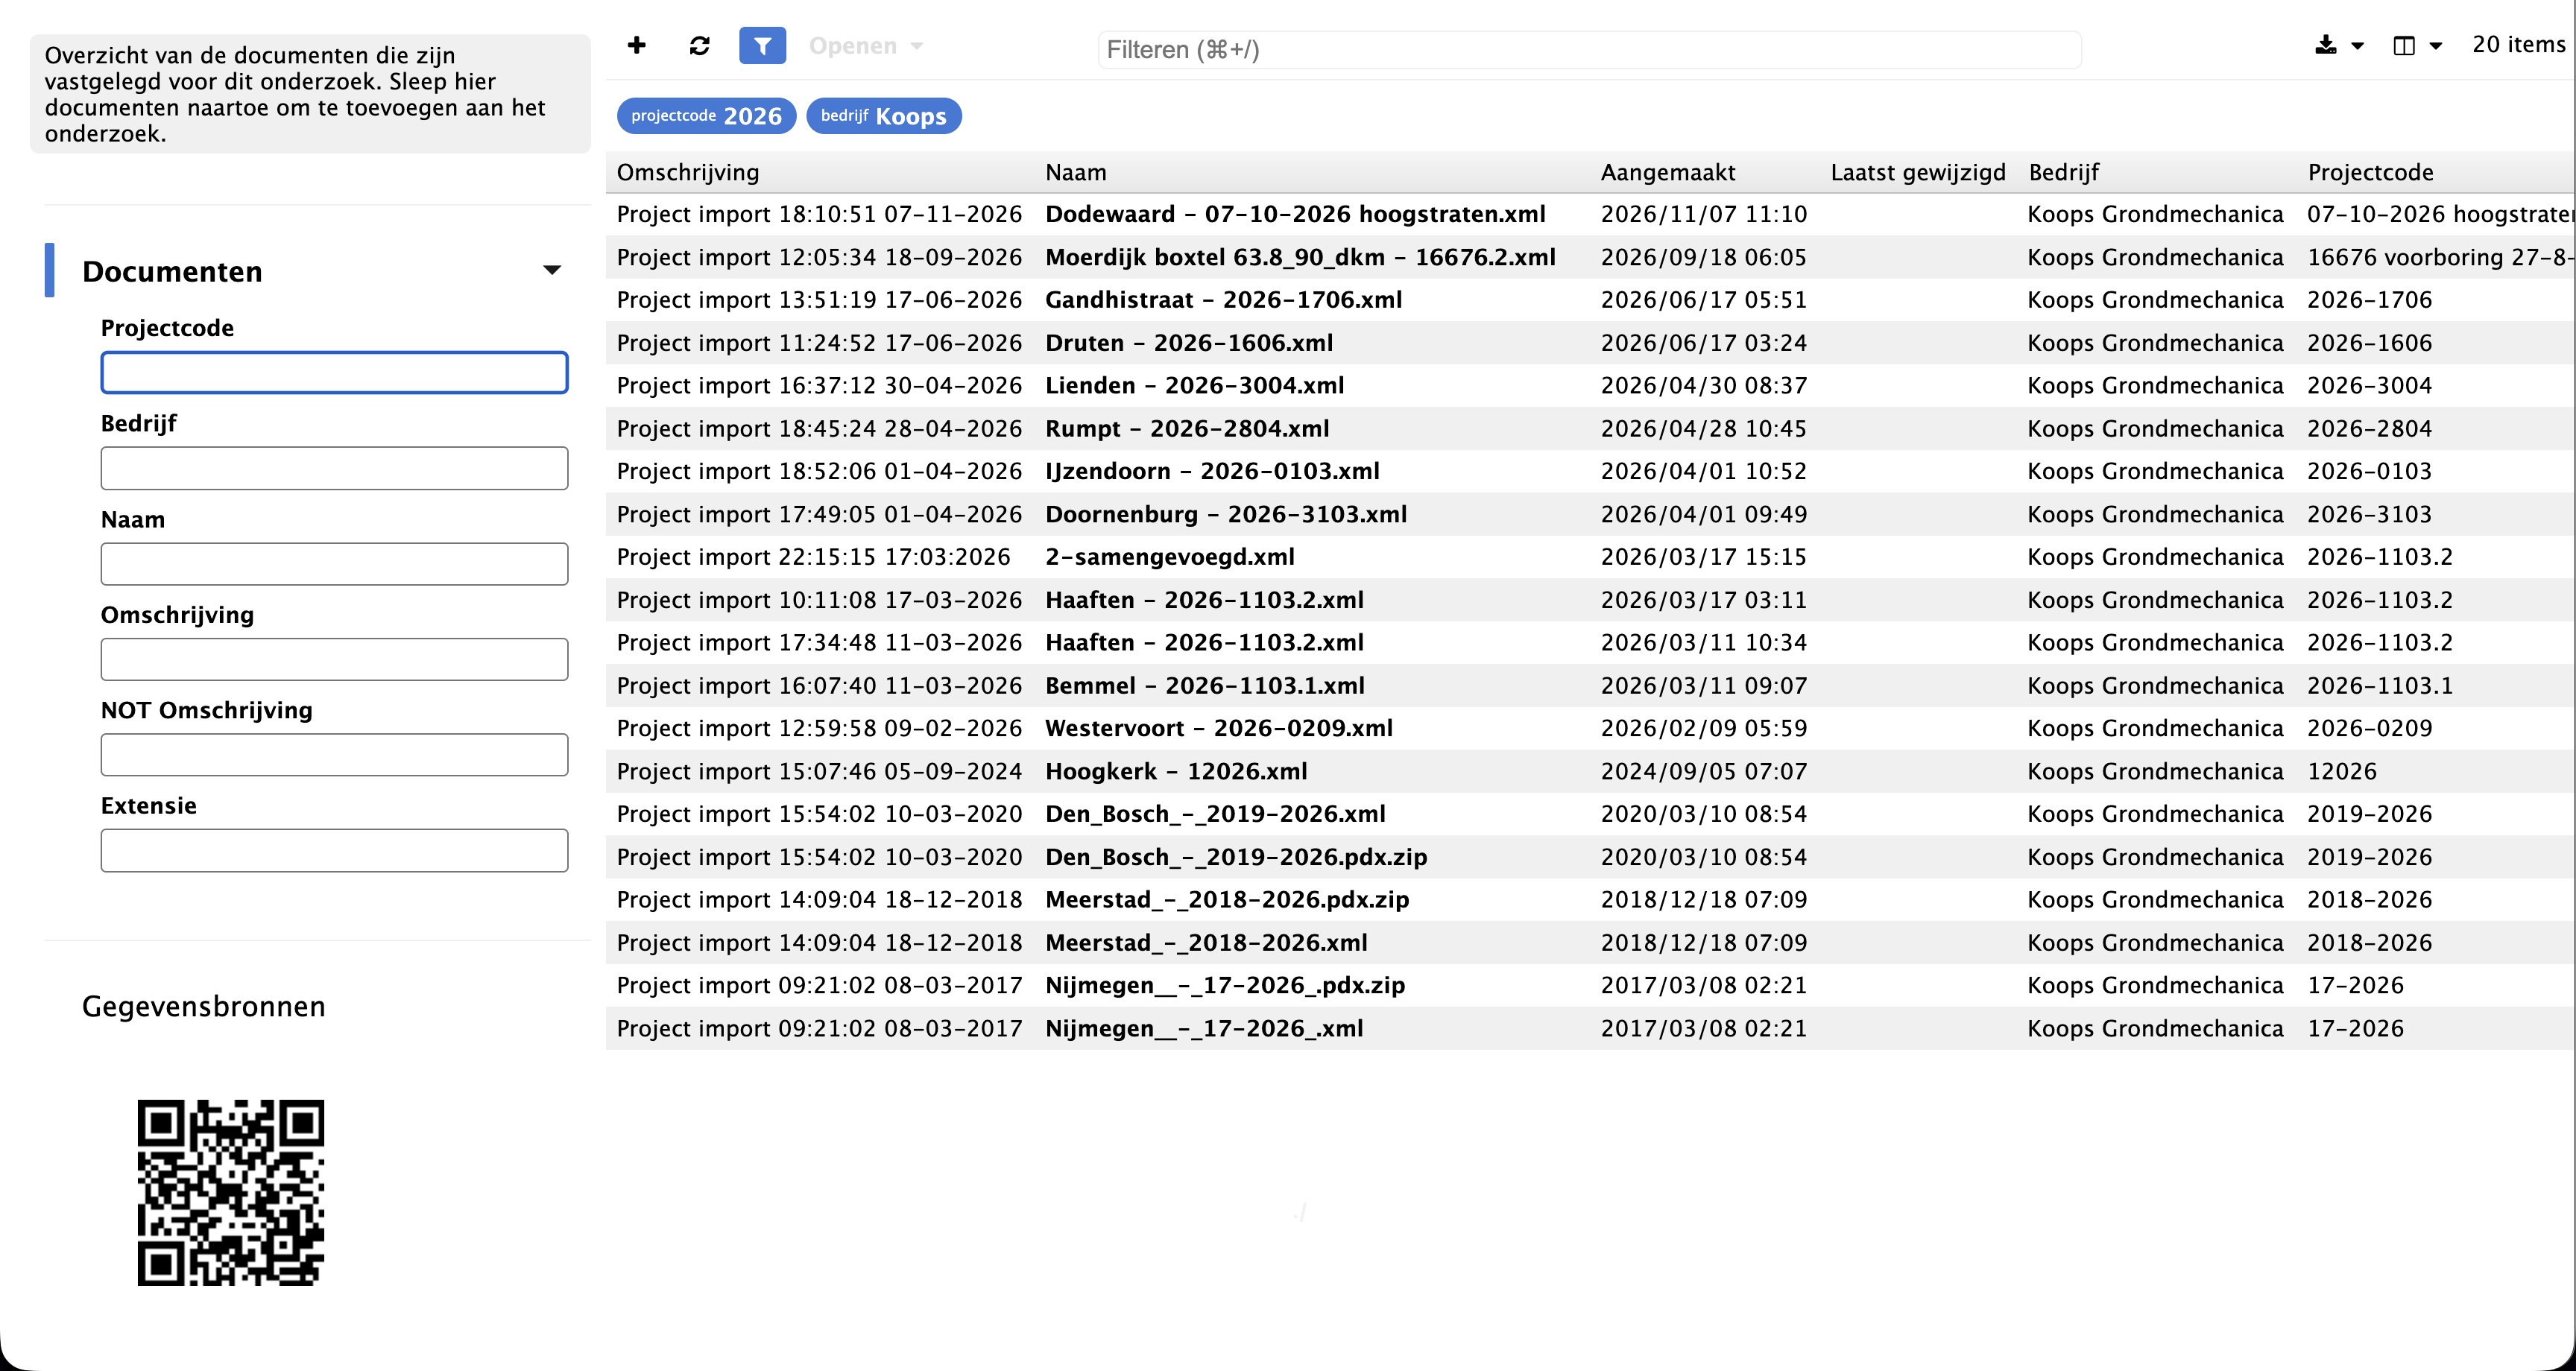 Overzicht van de documenten die zijn
vastgelegd voor dit onderzoek. Sleep hier
documenten naartoe om te toevoegen aan het
onderzoek.
Documenten
Projectcode
Bedrijf
Naam
Omschrijving
NOT Omschrijving
Extensie
Gegevensbronnen
Openen
Filteren (⌘+/)
20 items
projectcode 2026 bedrijf Koops
Omschrijving Naam Aangemaakt Laatst gewijzigd Bedrijf Projectcode
Project import 18:10:51 07-11-2026 Dodewaard - 07-10-2026 hoogstraten.xml 2026/11/07 11:10 Koops Grondmechanica 07-10-2026 hoogstrate
Project import 12:05:34 18-09-2026 Moerdijk boxtel 63.8_90_dkm - 16676.2.xml 2026/09/18 06:05 Koops Grondmechanica 16676 voorboring 27-8-
Project import 13:51:19 17-06-2026 Gandhistraat - 2026-1706.xml 2026/06/17 05:51 Koops Grondmechanica 2026-1706
Project import 11:24:52 17-06-2026 Druten - 2026-1606.xml 2026/06/17 03:24 Koops Grondmechanica 2026-1606
Project import 16:37:12 30-04-2026 Lienden - 2026-3004.xml 2026/04/30 08:37 Koops Grondmechanica 2026-3004
Project import 18:45:24 28-04-2026 Rumpt - 2026-2804.xml 2026/04/28 10:45 Koops Grondmechanica 2026-2804
Project import 18:52:06 01-04-2026 IJzendoorn - 2026-0103.xml 2026/04/01 10:52 Koops Grondmechanica 2026-0103
Project import 17:49:05 01-04-2026 Doornenburg - 2026-3103.xml 2026/04/01 09:49 Koops Grondmechanica 2026-3103
Project import 22:15:15 17:03:2026 2-samengevoegd.xml 2026/03/17 15:15 Koops Grondmechanica 2026-1103.2
Project import 10:11:08 17-03-2026 Haaften - 2026-1103.2.xml 2026/03/17 03:11 Koops Grondmechanica 2026-1103.2
Project import 17:34:48 11-03-2026 Haaften - 2026-1103.2.xml 2026/03/11 10:34 Koops Grondmechanica 2026-1103.2
Project import 16:07:40 11-03-2026 Bemmel - 2026-1103.1.xml 2026/03/11 09:07 Koops Grondmechanica 2026-1103.1
Project import 12:59:58 09-02-2026 Westervoort - 2026-0209.xml 2026/02/09 05:59 Koops Grondmechanica 2026-0209
Project import 15:07:46 05-09-2024 Hoogkerk - 12026.xml 2024/09/05 07:07 Koops Grondmechanica 12026
Project import 15:54:02 10-03-2020 Den_Bosch_-_2019-2026.xml 2020/03/10 08:54 Koops Grondmechanica 2019-2026
Project import 15:54:02 10-03-2020 Den_Bosch_-_2019-2026.pdx.zip 2020/03/10 08:54 Koops Grondmechanica 2019-2026
Project import 14:09:04 18-12-2018 Meerstad_-_2018-2026.pdx.zip 2018/12/18 07:09 Koops Grondmechanica 2018-2026
Project import 14:09:04 18-12-2018 Meerstad_-_2018-2026.xml 2018/12/18 07:09 Koops Grondmechanica 2018-2026
Project import 09:21:02 08-03-2017 Nijmegen__-_17-2026_.pdx.zip 2017/03/08 02:21 Koops Grondmechanica 17-2026
Project import 09:21:02 08-03-2017 Nijmegen__-_17-2026_.xml 2017/03/08 02:21 Koops Grondmechanica 17-2026
./